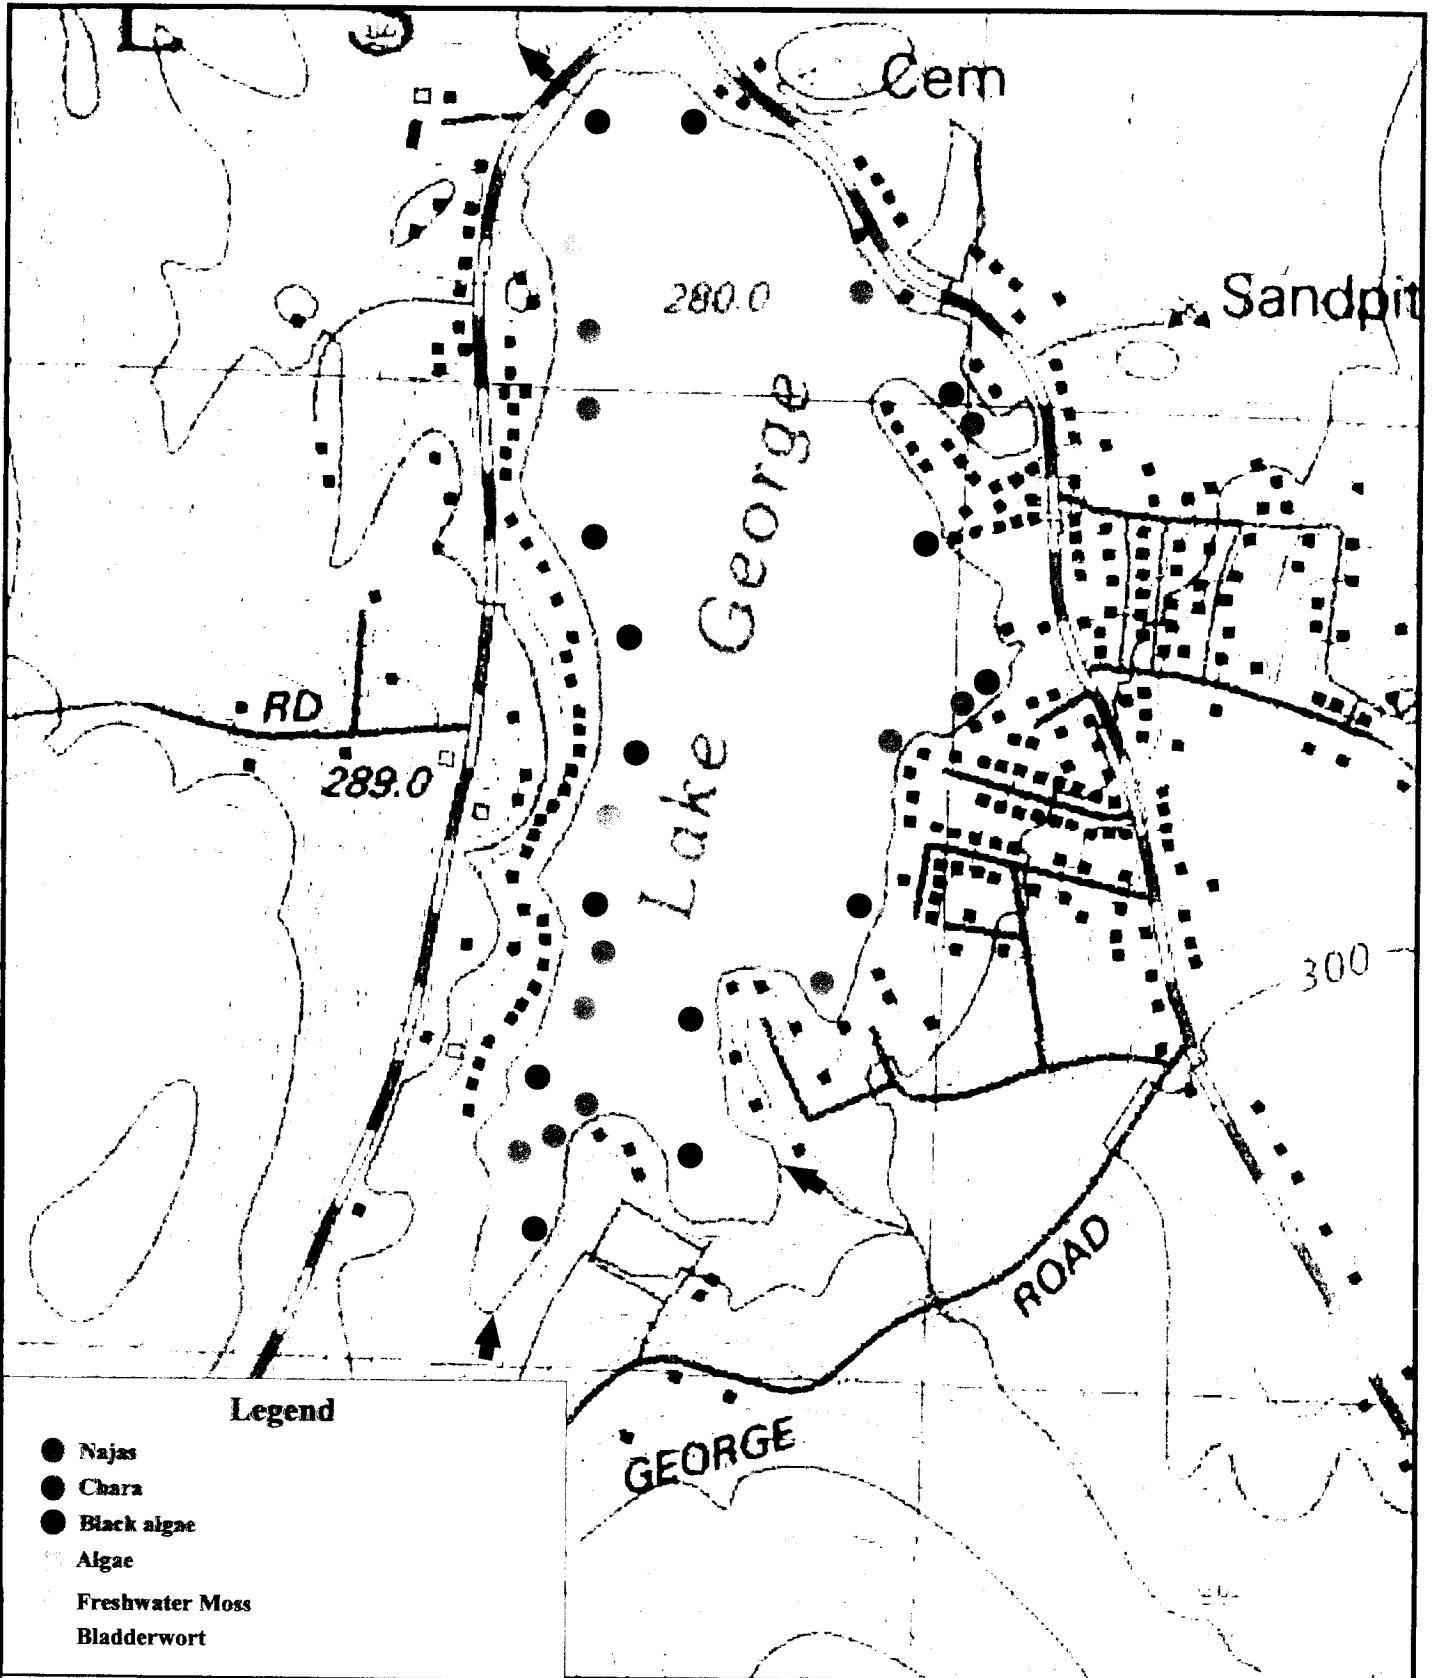 L S
Cem
Sandpit
280.0
Lake George
RD
289.0
300
ROAD
GEORGE
Legend
Najas
Chara
Black algae
Algae
Freshwater Moss
Bladderwort